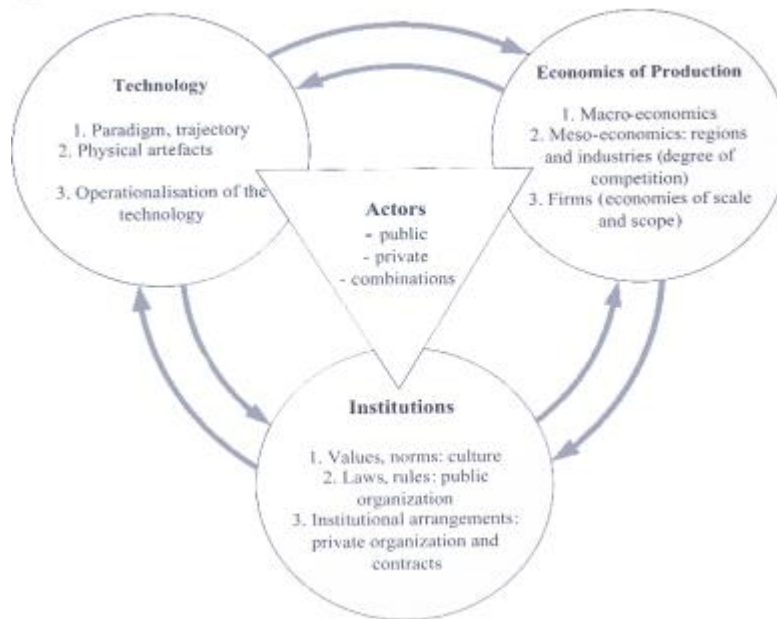 Technology
1. Paradigm, trajectory
2. Physical artefacts
3. Operationalisation of the
technology
Economics of Production
1. Macro-economics
2. Meso-economics: regions
and industries (degree of
competition)
3. Firms (economies of scale
and scope)
Actors
- public
- private
- combinations
Institutions
1. Values, norms: culture
2. Laws, rules: public
organization
3. Institutional arrangements:
private organization and
contracts